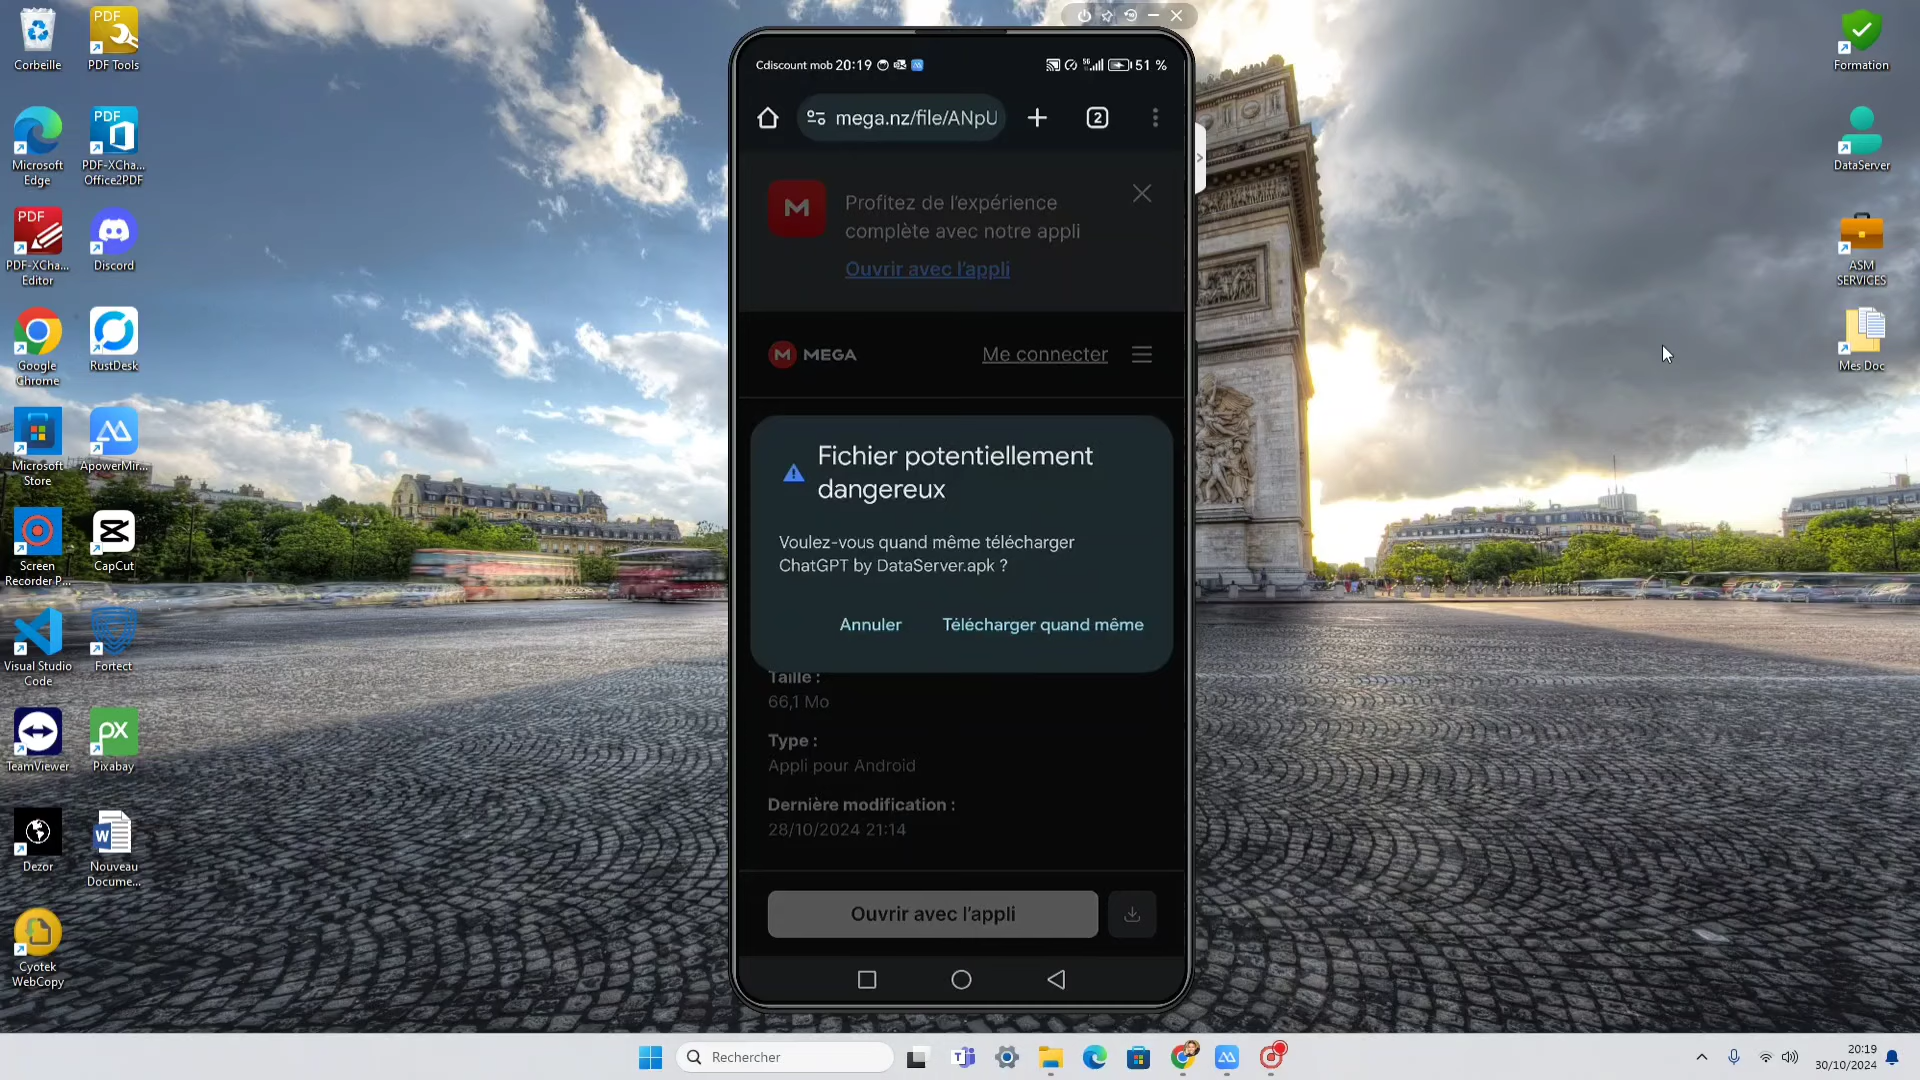 Corbeille
PDF Tools
Microsoft
Edge
PDF-XCha...
Office2PDF
PDF-XCha...
Editor
Discord
Google
Chrome
RustDesk
Microsoft
Store
ApowerMir...
Screen
Recorder P...
CapCut
Visual Studio
Code
Fortect
TeamViewer
Pixabay
Dezor
Nouveau
Docume...
Cyotek
WebCopy
Cdiscount mob 20:19
51 %
mega.nz/file/ANpU
2
Profitez de l'expérience
complète avec notre appli
Ouvrir avec l'appli
MEGA
Me connecter
Fichier potentiellement
dangereux
Voulez-vous quand même télécharger
ChatGPT by DataServer.apk ?
Annuler
Télécharger quand même
Taille :
66,1 Mo
Type :
Appli pour Android
Dernière modification :
28/10/2024 21:14
Ouvrir avec l'appli
Formation
DataServer
ASM
SERVICES
Mes Doc
Rechercher
20:19
30/10/2024